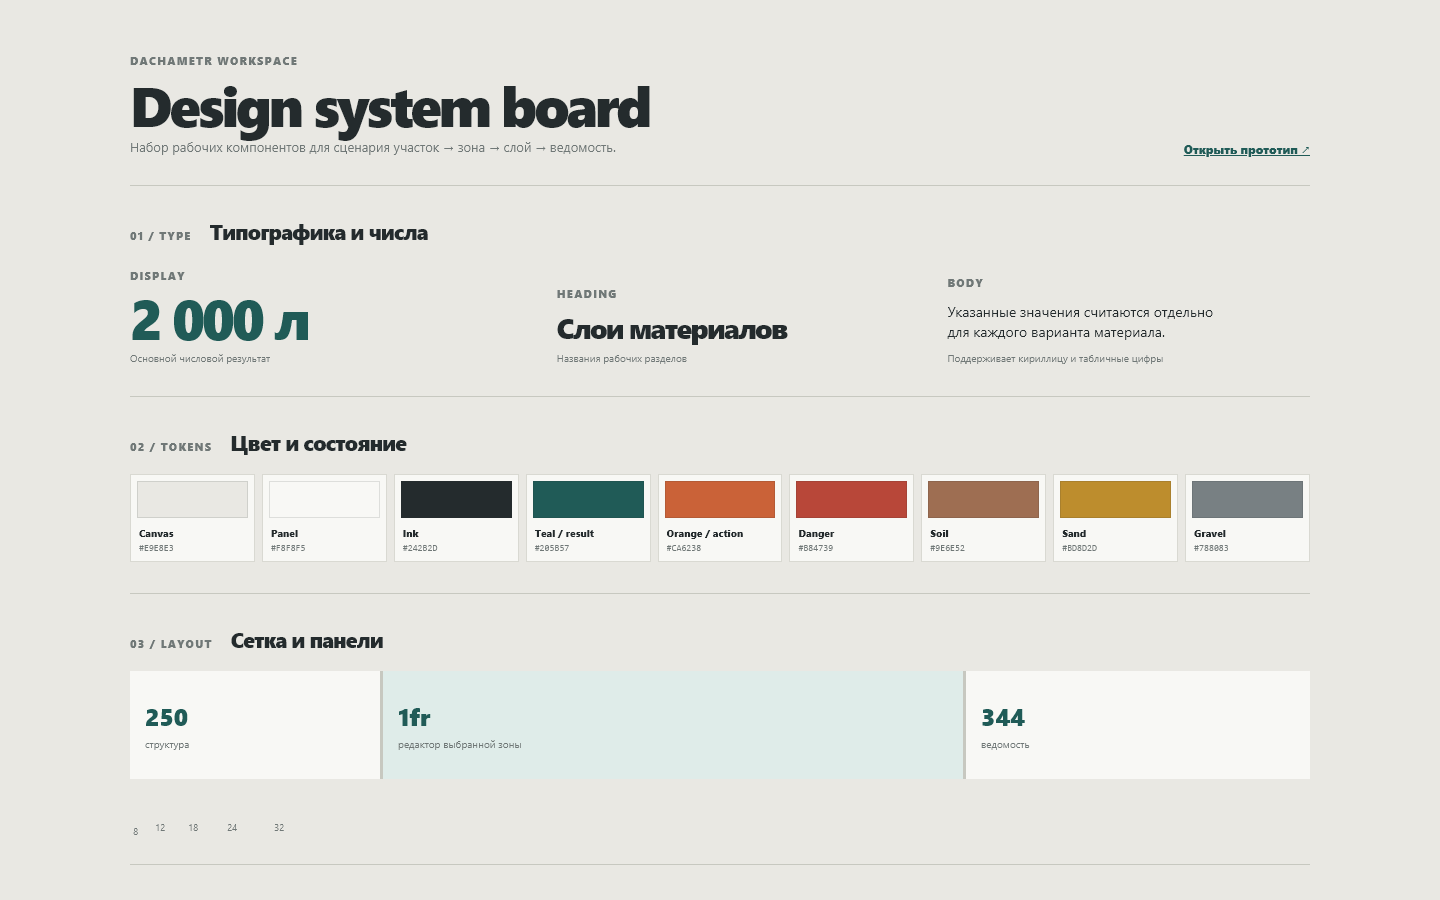 DACHAMETR WORKSPACE
Design system board
Набор рабочих компонентов для сценария участок → зона → слой → ведомость.
Открыть прототип ↗
01 / TYPE Типографика и числа
DISPLAY
2 000 л
Основной числовой результат
HEADING
Слои материалов
Названия рабочих разделов
BODY
Указанные значения считаются отдельно
для каждого варианта материала.
Поддерживает кириллицу и табличные цифры
02 / TOKENS Цвет и состояние
Canvas
#E9E8E3
Panel
#F8F8F5
Ink
#242B2D
Teal / result
#205B57
Orange / action
#CA6238
Danger
#B84739
Soil
#9E6E52
Sand
#BD8D2D
Gravel
#788083
03 / LAYOUT Сетка и панели
250
структура
1fr
редактор выбранной зоны
344
ведомость
8 12 18 24 32